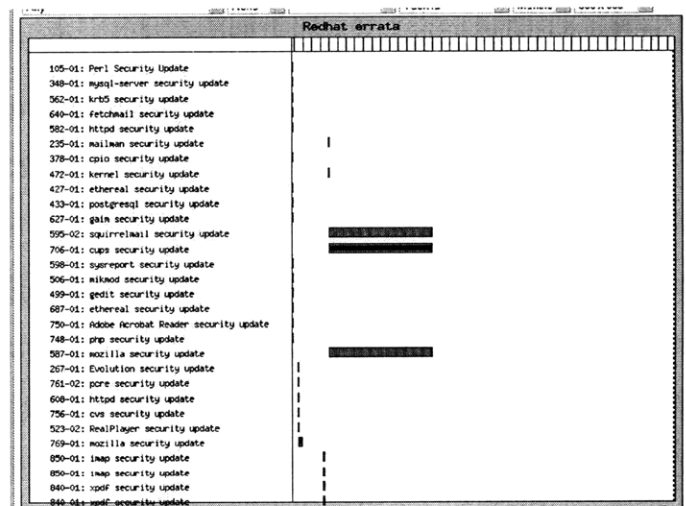 Redhat errata
105-01: Perl Security Update
348-01: mysql-server security update
562-01: krb5 security update
640-01: fetchmail security update
582-01: httpd security update
235-01: mailman security update
378-01: cpio security update
472-01: kernel security update
427-01: ethereal security update
433-01: postgresql security update
627-01: gaim security update
595-02: squirrelmail security update
706-01: cups security update
598-01: sysreport security update
506-01: mikmod security update
499-01: gedit security update
687-01: ethereal security update
750-01: Adobe Acrobat Reader security update
748-01: php security update
587-01: mozilla security update
267-01: Evolution security update
761-02: pcre security update
608-01: httpd security update
756-01: cvs security update
523-02: RealPlayer security update
769-01: mozilla security update
850-01: imap security update
850-01: imap security update
840-01: xpdf security update
840-01: xpdf security update